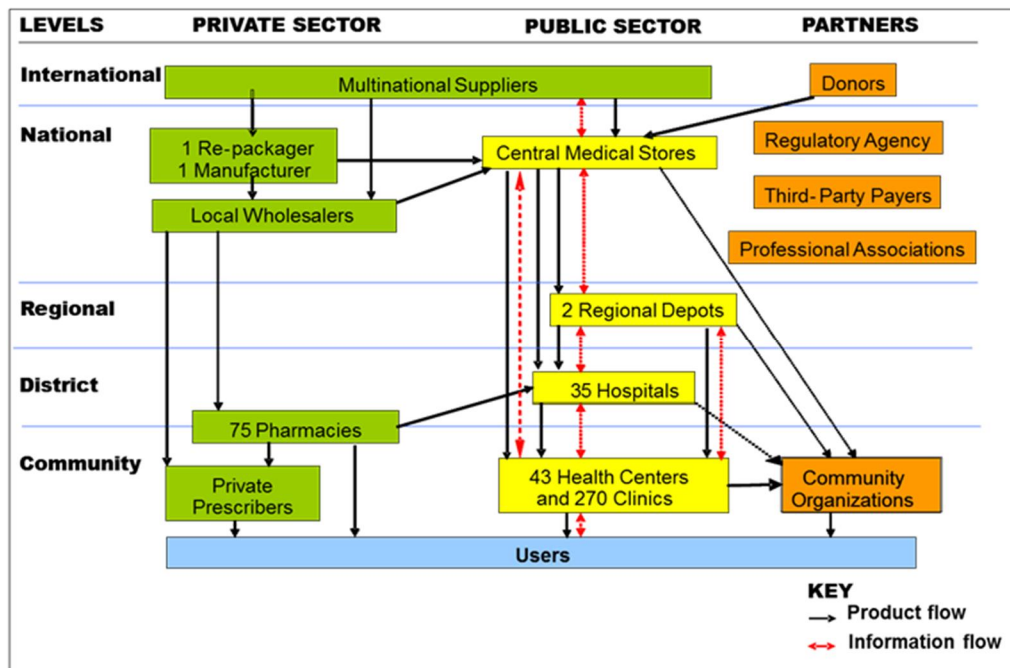 LEVELS PRIVATE SECTOR PUBLIC SECTOR PARTNERS
International
Multinational Suppliers
Donors
National
1 Re-packager
1 Manufacturer
Central Medical Stores
Regulatory Agency
Third-Party Payers
Local Wholesalers
Professional Associations
Regional
2 Regional Depots
District
35 Hospitals
75 Pharmacies
Community
Private
Prescribers
43 Health Centers
and 270 Clinics
Community
Organizations
Users
KEY
Product flow
Information flow